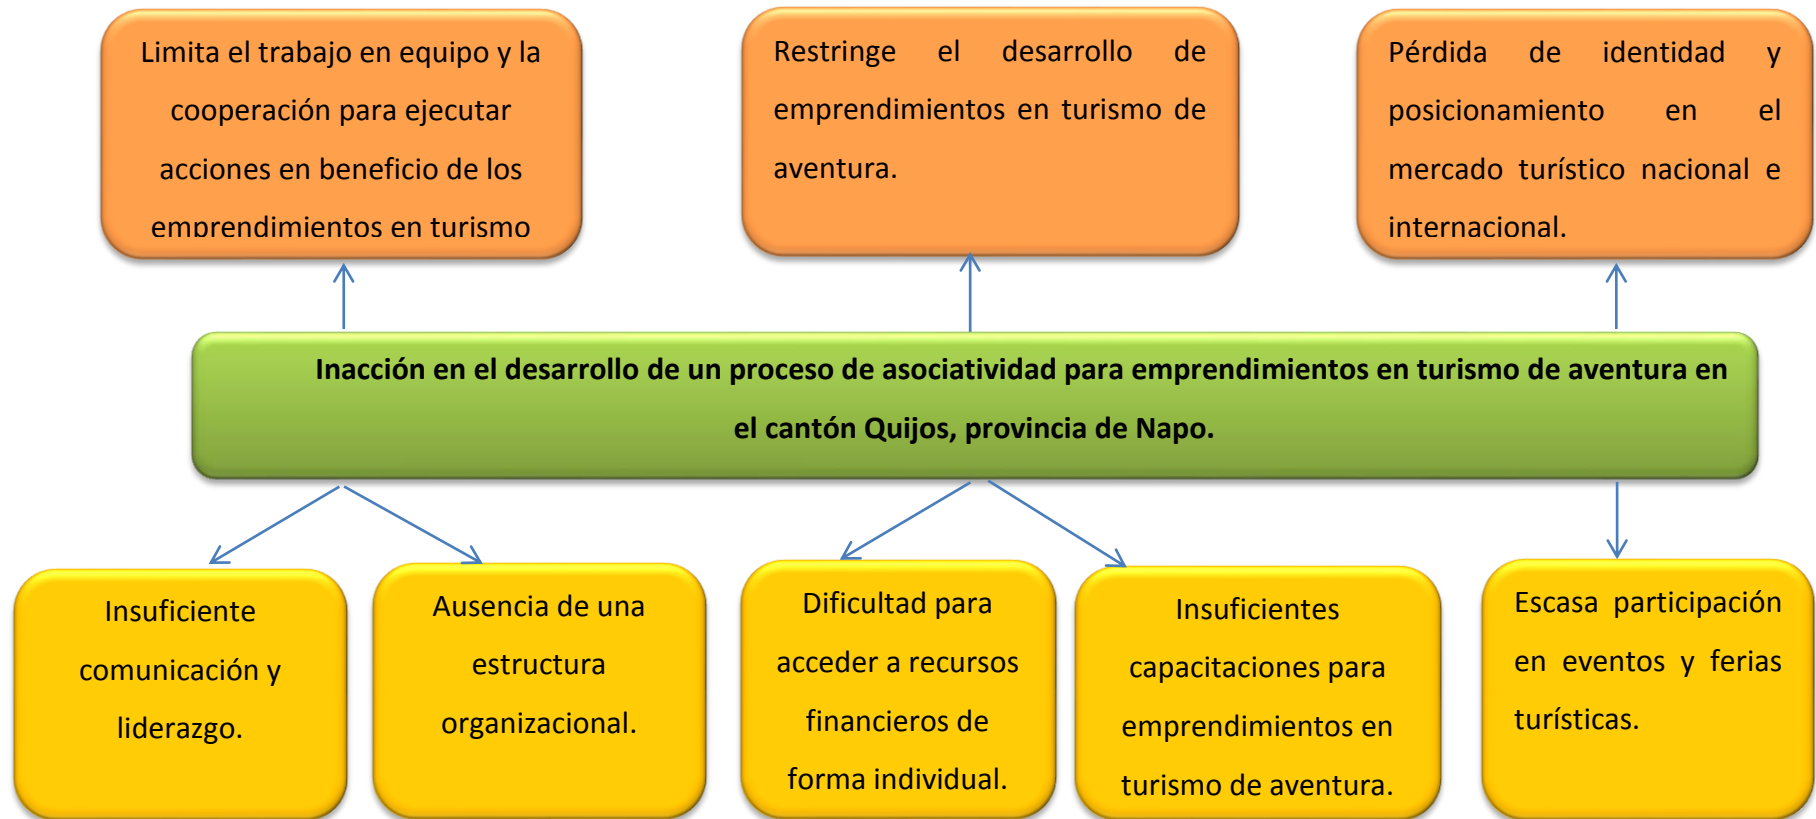 Limita el trabajo en equipo y la
cooperación para ejecutar
acciones en beneficio de los
emprendimientos en turismo
Restringe el desarrollo de
emprendimientos en turismo de
aventura.
Pérdida de identidad y
posicionamiento en el
mercado turístico nacional e
internacional.
Inacción en el desarrollo de un proceso de asociatividad para emprendimientos en turismo de aventura en
el cantón Quijos, provincia de Napo.
Insuficiente
comunicación y
liderazgo.
Ausencia de una
estructura
organizacional.
Dificultad para
acceder a recursos
financieros de
forma individual.
Insuficientes
capacitaciones para
emprendimientos en
turismo de aventura.
Escasa participación
en eventos y ferias
turísticas.